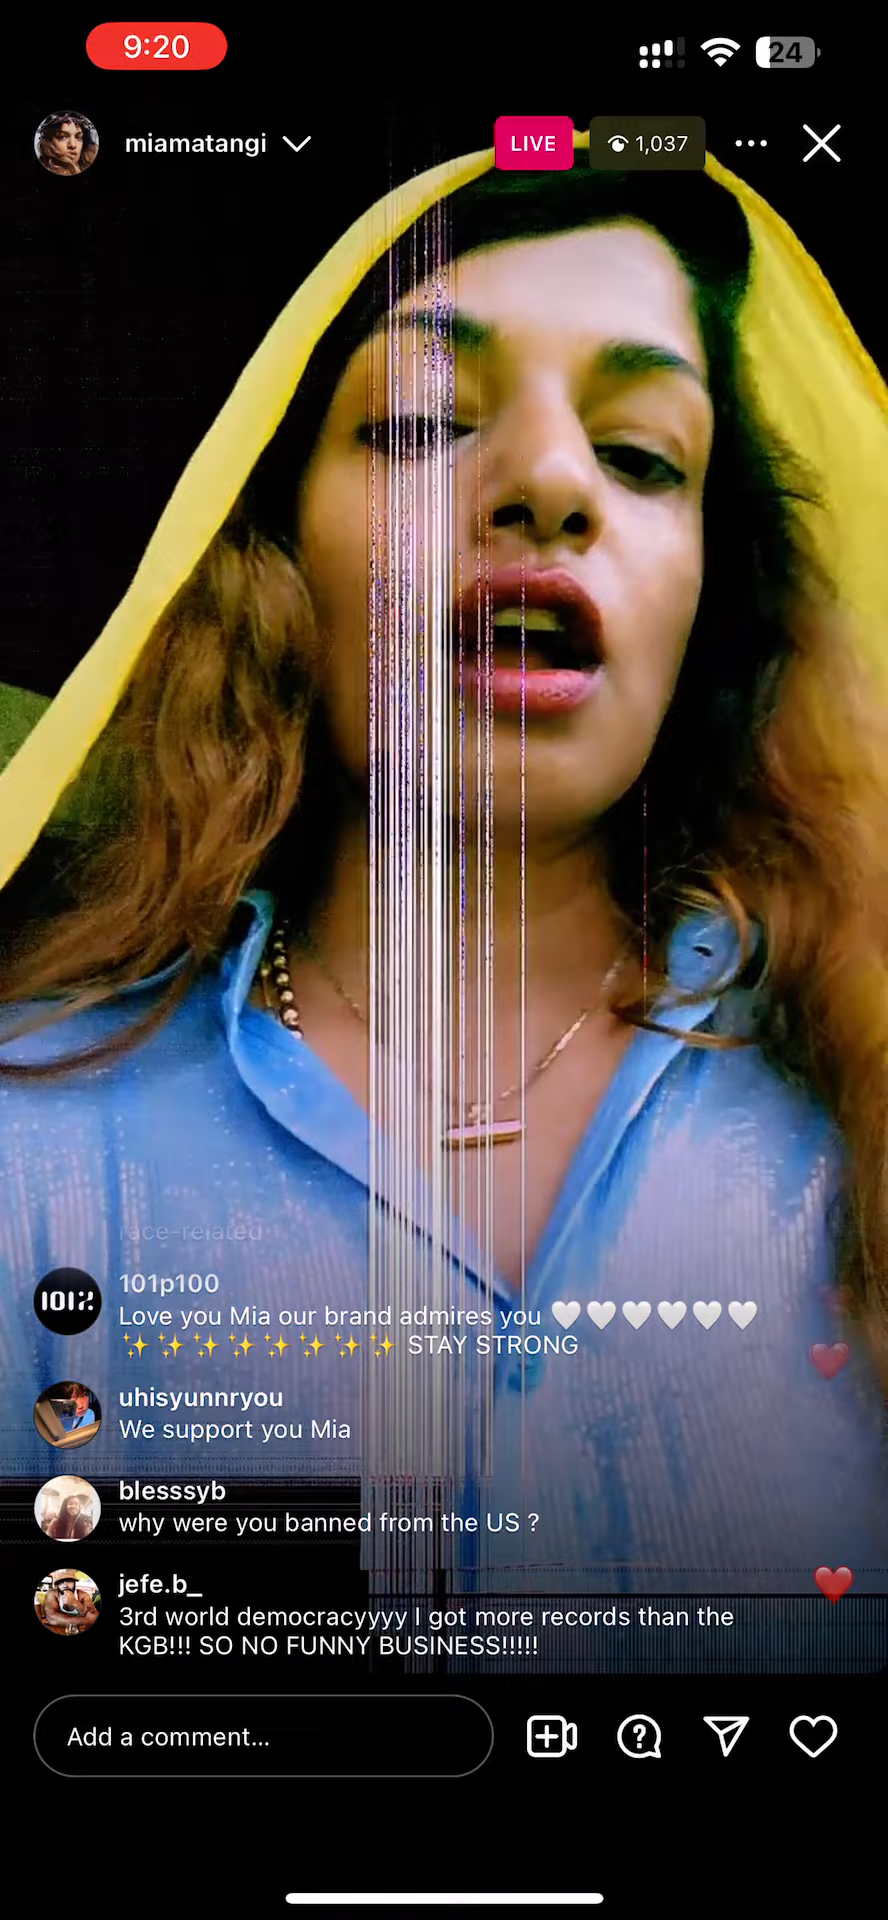 9:20
24
miamatangi
LIVE
1,037
race-related
101p100
Love you Mia our brand admires you 🤍🤍🤍🤍🤍🤍
✨✨✨✨✨✨✨✨ STAY STRONG
uhisyunnryou
We support you Mia
blesssyb
why were you banned from the US ?
jefe.b_
3rd world democracyyyy I got more records than the
KGB!!! SO NO FUNNY BUSINESS!!!!!
Add a comment...